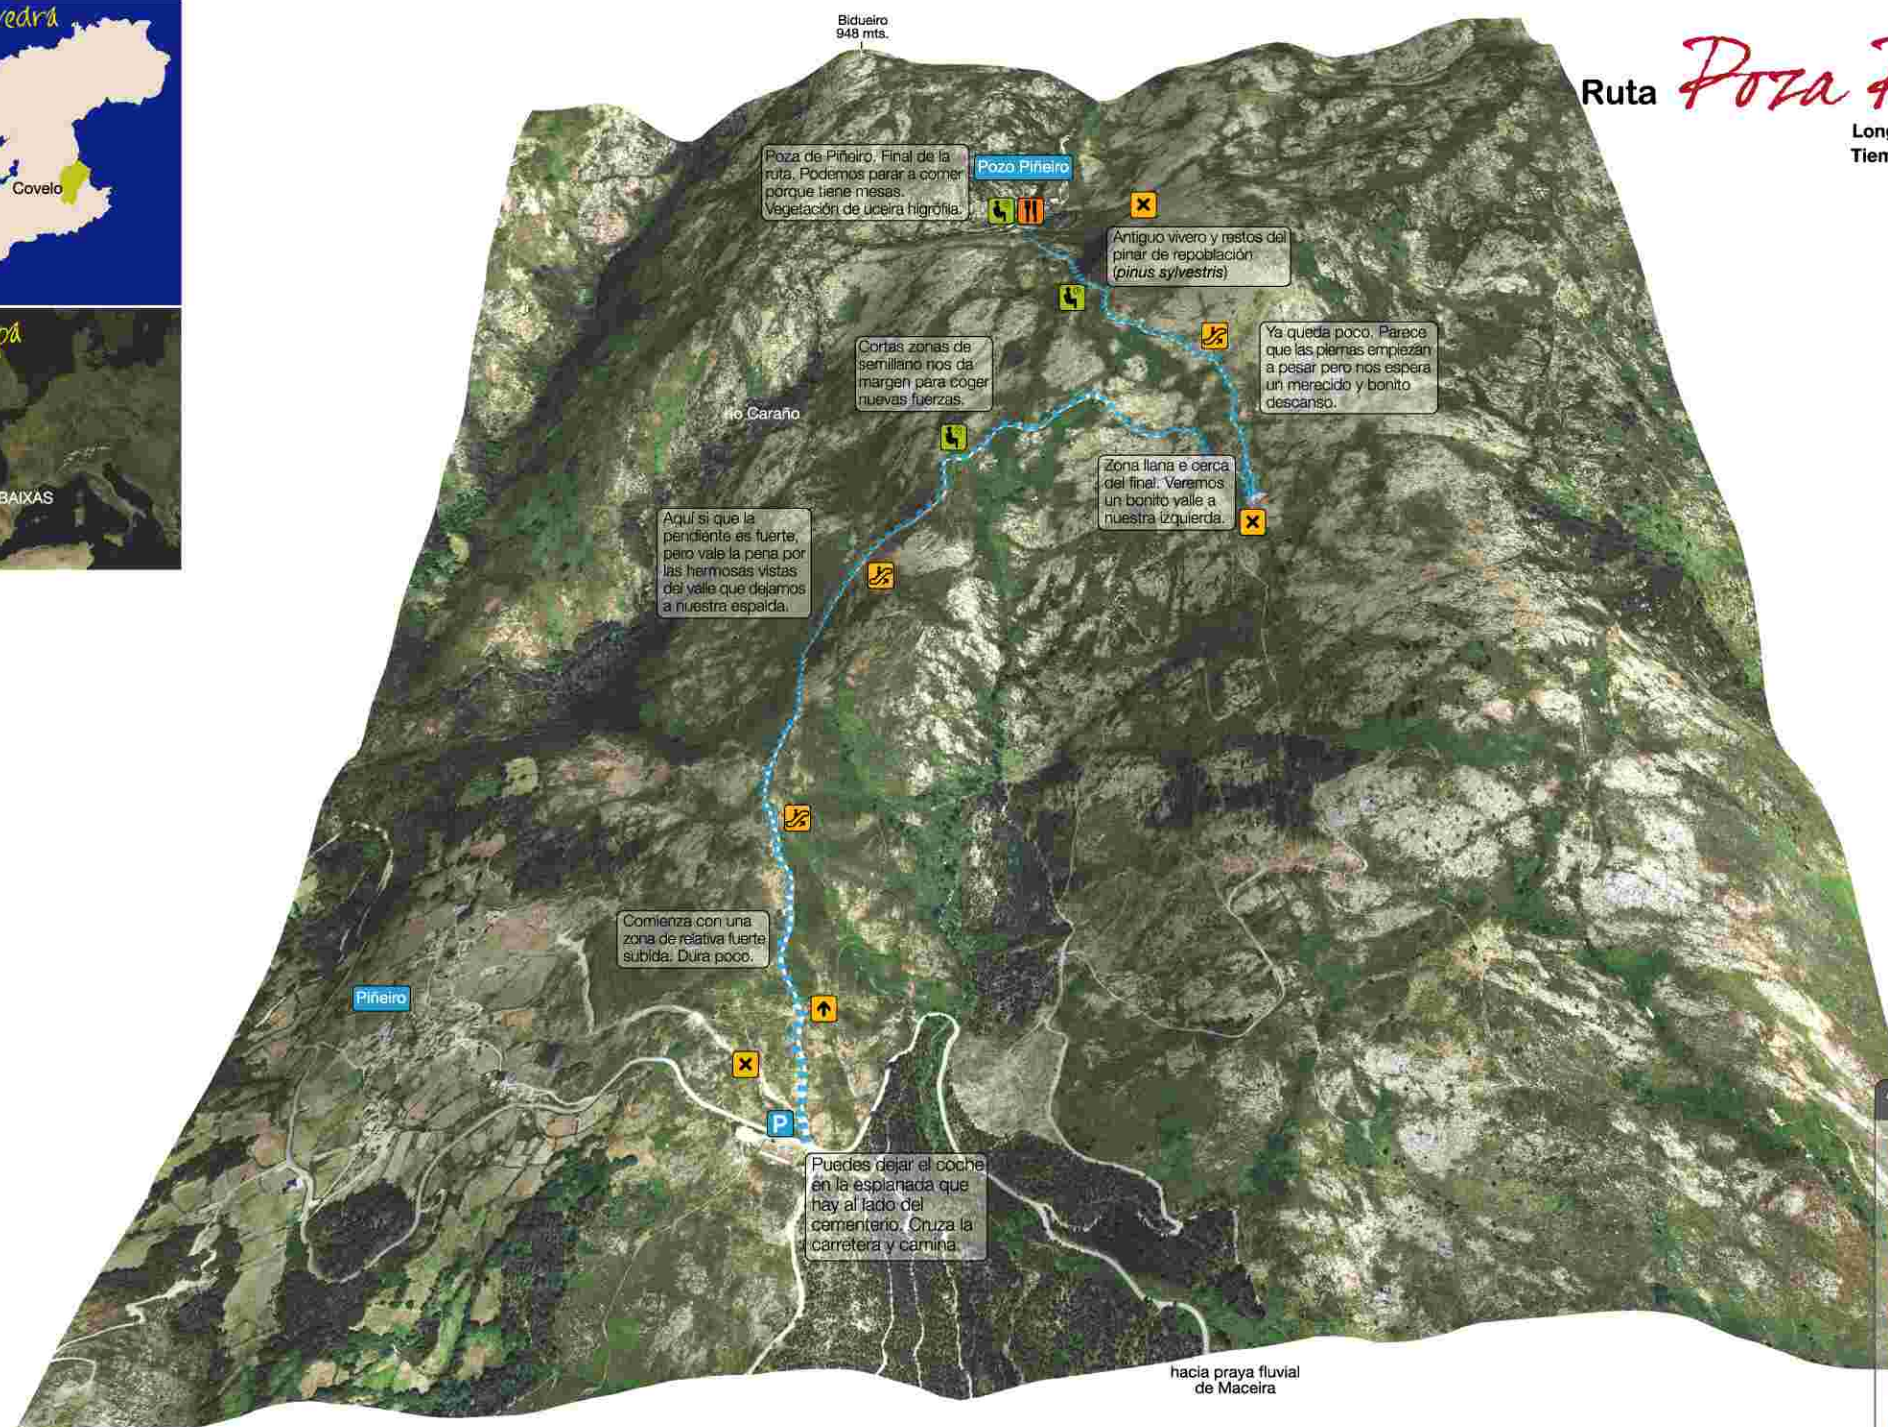 Bidueiro
948 mts.
Ruta Poza
Covelo
BAIXAS
Poza de Piñeiro. Final de la
ruta. Podemos parar a comer
porque tiene mesas.
Vegetación de uceira higrófila.
Pozo Piñeiro
Antiguo vivero y restos del
pinar de repoblación
(pinus sylvestris)
Ya queda poco. Parece
que las piernas empiezan
a pesar pero nos espera
un merecido y bonito
descanso.
Cortas zonas de
semillano nos da
margen para coger
nuevas fuerzas.
río Caraño
Zona llana e cerca
del final. Veremos
un bonito valle a
nuestra izquierda.
Aquí si que la
pendiente es fuerte,
pero vale la pena por
las hermosas vistas
del valle que dejamos
a nuestra espalda.
Comienza con una
zona de relativa fuerte
subida. Dura poco.
Piñeiro
P
Puedes dejar el coche
en la esplanada que
hay al lado del
cementerio. Cruza la
carretera y camina.
hacia praya fluvial
de Maceira